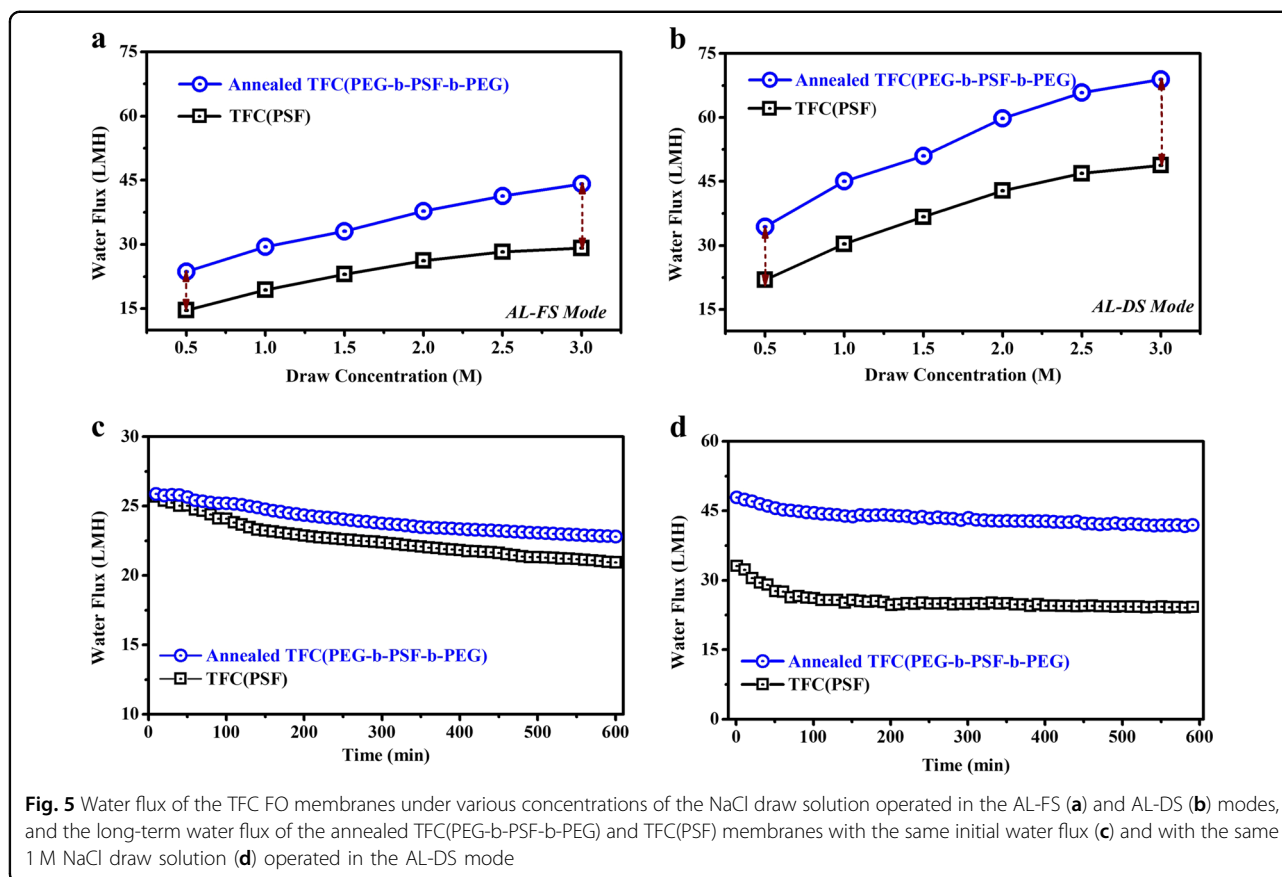 a
75
60
45
30
15
Water Flux (LMH)
Annealed TFC(PEG-b-PSF-b-PEG)
TFC(PSF)
AL-FS Mode
0.5 1.0 1.5 2.0 2.5 3.0
Draw Concentration (M)
b
75
60
45
30
15
Water Flux (LMH)
Annealed TFC(PEG-b-PSF-b-PEG)
TFC(PSF)
AL-DS Mode
0.5 1.0 1.5 2.0 2.5 3.0
Draw Concentration (M)
c
30
25
20
15
10
Water Flux (LMH)
Annealed TFC(PEG-b-PSF-b-PEG)
TFC(PSF)
0 100 200 300 400 500 600
Time (min)
d
60
45
30
15
0
Water Flux (LMH)
Annealed TFC(PEG-b-PSF-b-PEG)
TFC(PSF)
0 100 200 300 400 500 600
Time (min)
Fig. 5 Water flux of the TFC FO membranes under various concentrations of the NaCl draw solution operated in the AL-FS (a) and AL-DS (b) modes,
and the long-term water flux of the annealed TFC(PEG-b-PSF-b-PEG) and TFC(PSF) membranes with the same initial water flux (c) and with the same
1 M NaCl draw solution (d) operated in the AL-DS mode